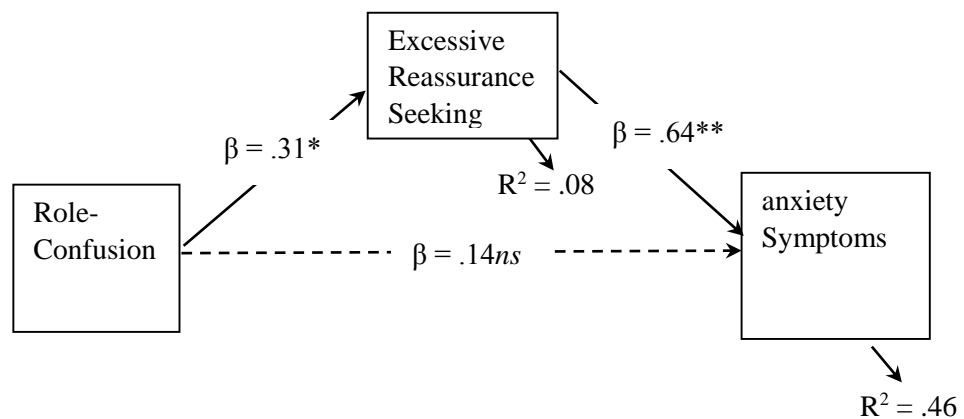 Excessive
Reassurance
Seeking
β = .31*
β = .64**
R² = .08
Role-
Confusion
anxiety
Symptoms
β = .14ns
R² = .46